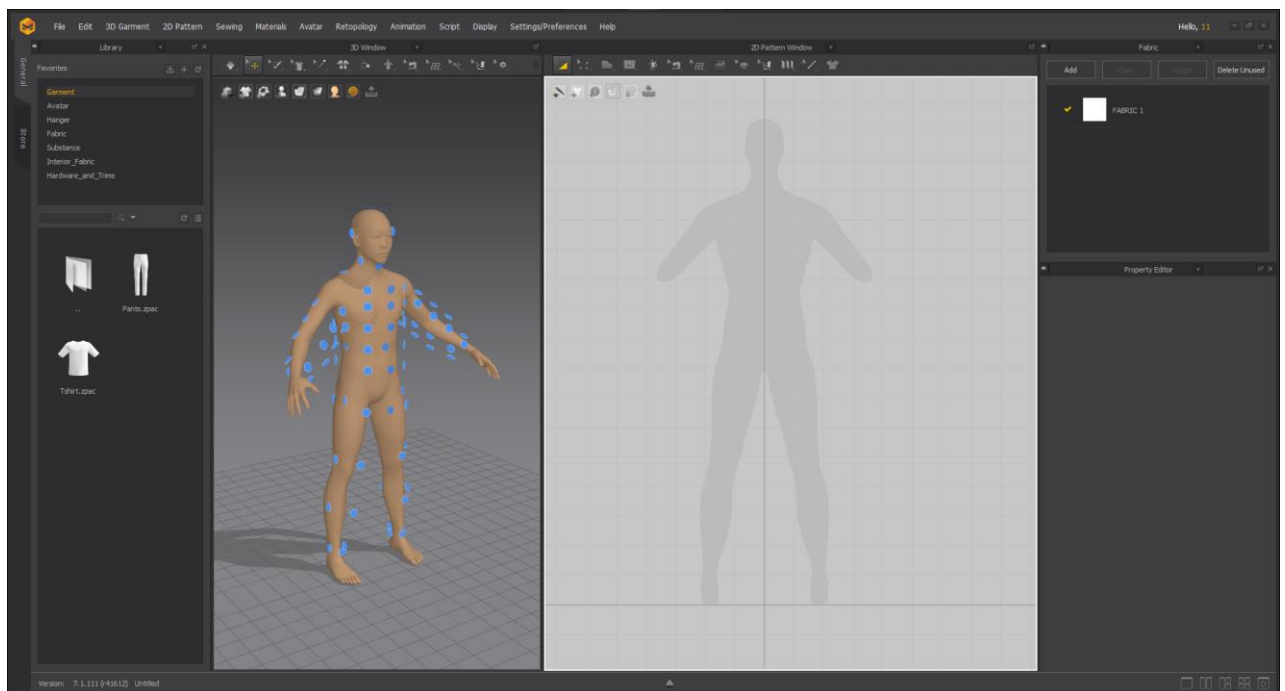 File Edit 3D Garment 2D Pattern Sewing Materials Avatar Retopology Animation Script Display Settings/Preferences Help Hello, 11
Library 3D Window 2D Pattern Window Fabric
General
Store
Favorites
Garment
Avatar
Hanger
Fabric
Substance
Interior_Fabric
Hardware_and_Trims
..
Pants.zpac
Tshirt.zpac
Add Copy Assign Delete Unused
FABRIC 1
Property Editor
Version: 7.1.111 (r41612) Untitled